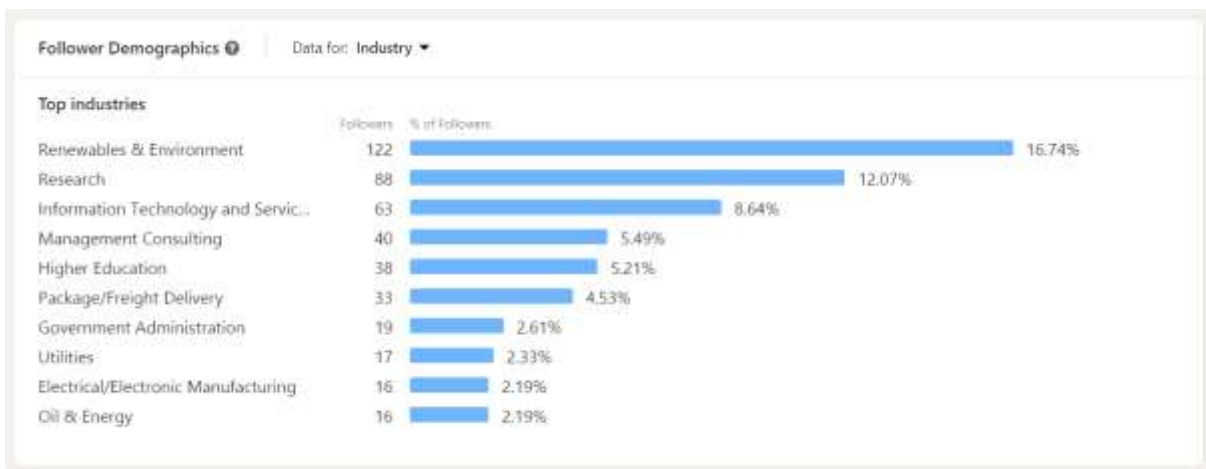 Follower Demographics ? Data for: Industry ▼
Top industries
Followers % of Followers
Renewables & Environment 122 16.74%
Research 88 12.07%
Information Technology and Servic... 63 8.64%
Management Consulting 40 5.49%
Higher Education 38 5.21%
Package/Freight Delivery 33 4.53%
Government Administration 19 2.61%
Utilities 17 2.33%
Electrical/Electronic Manufacturing 16 2.19%
Oil & Energy 16 2.19%